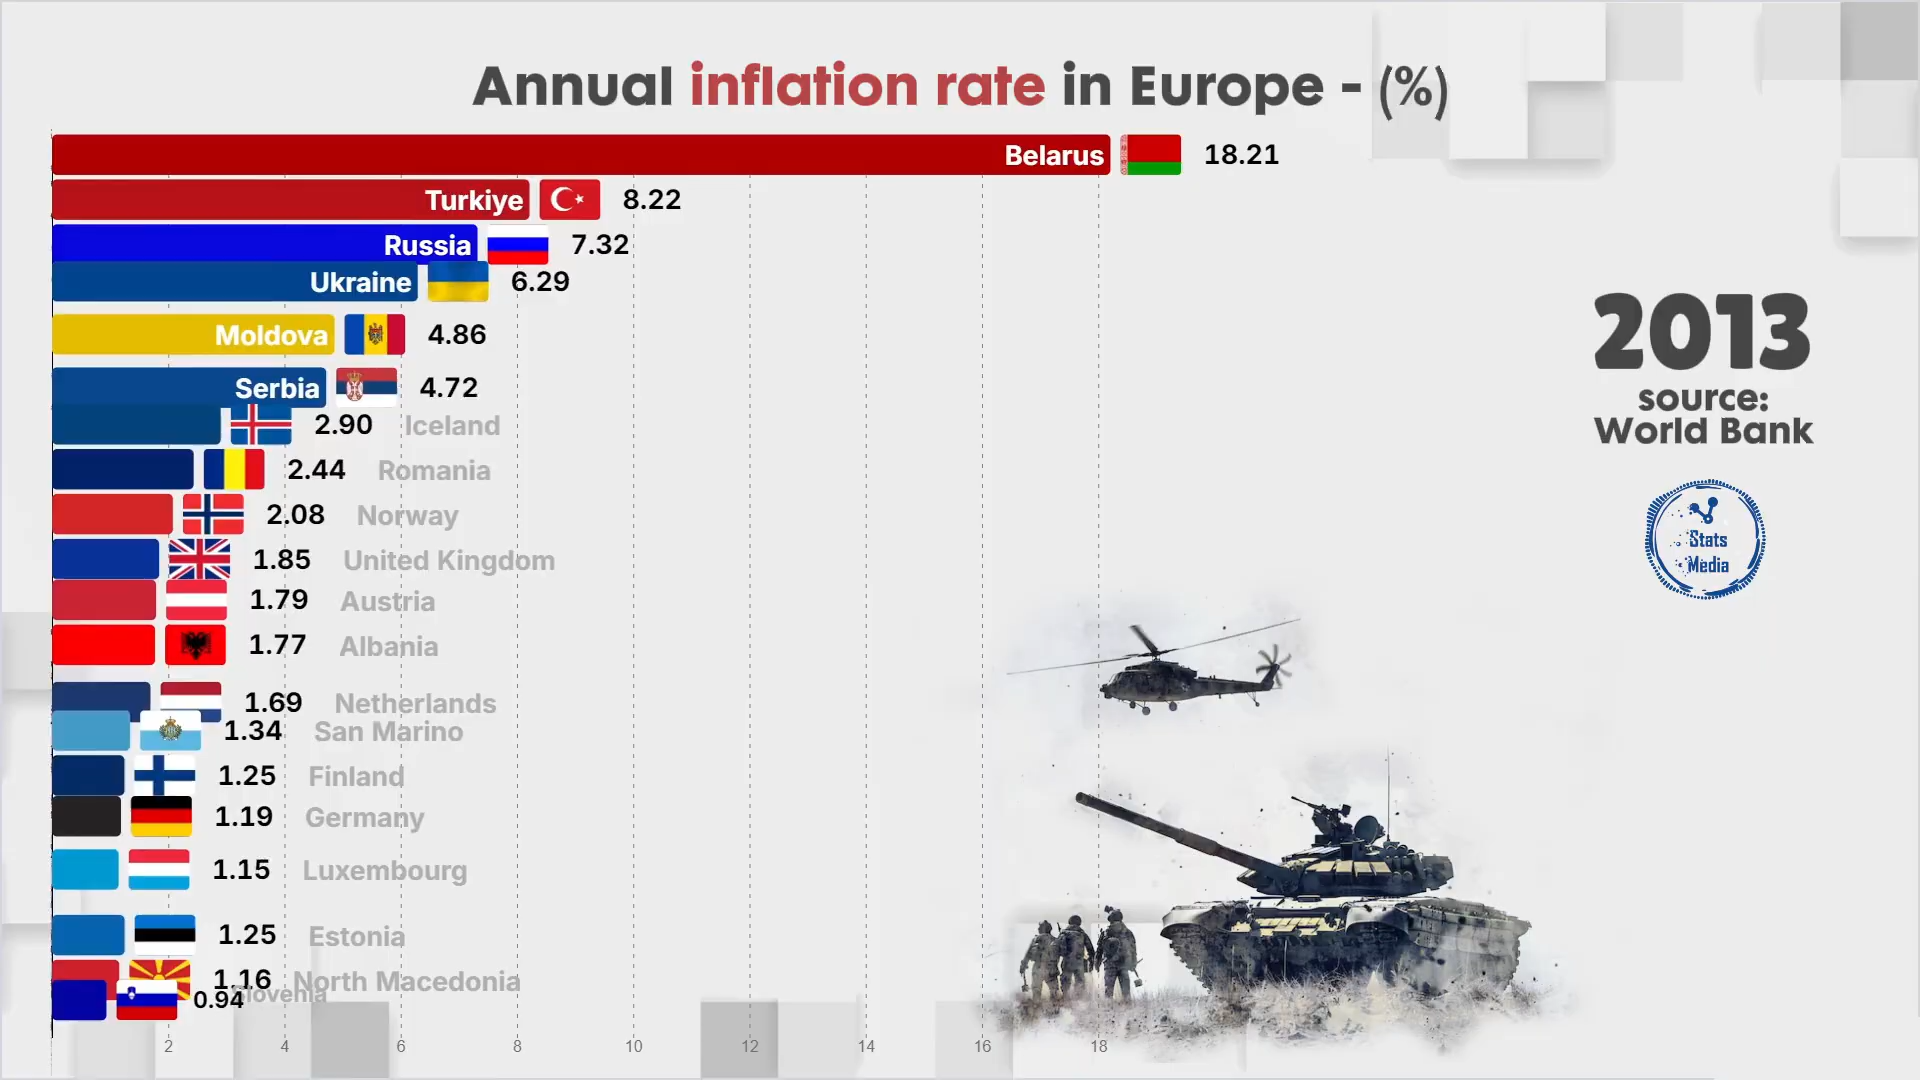 Annual inflation rate in Europe - (%)
Belarus 18.21
Turkiye 8.22
Russia 7.32
Ukraine 6.29
Moldova 4.86
Serbia 4.72
2.90 Iceland
2.44 Romania
2.08 Norway
1.85 United Kingdom
1.79 Austria
1.77 Albania
1.69 Netherlands
1.34 San Marino
1.25 Finland
1.19 Germany
1.15 Luxembourg
1.25 Estonia
1.16 North Macedonia
0.94 Slovenia
2 4 6 8 10 12 14 16 18
2013
source:
World Bank
Stats
Media